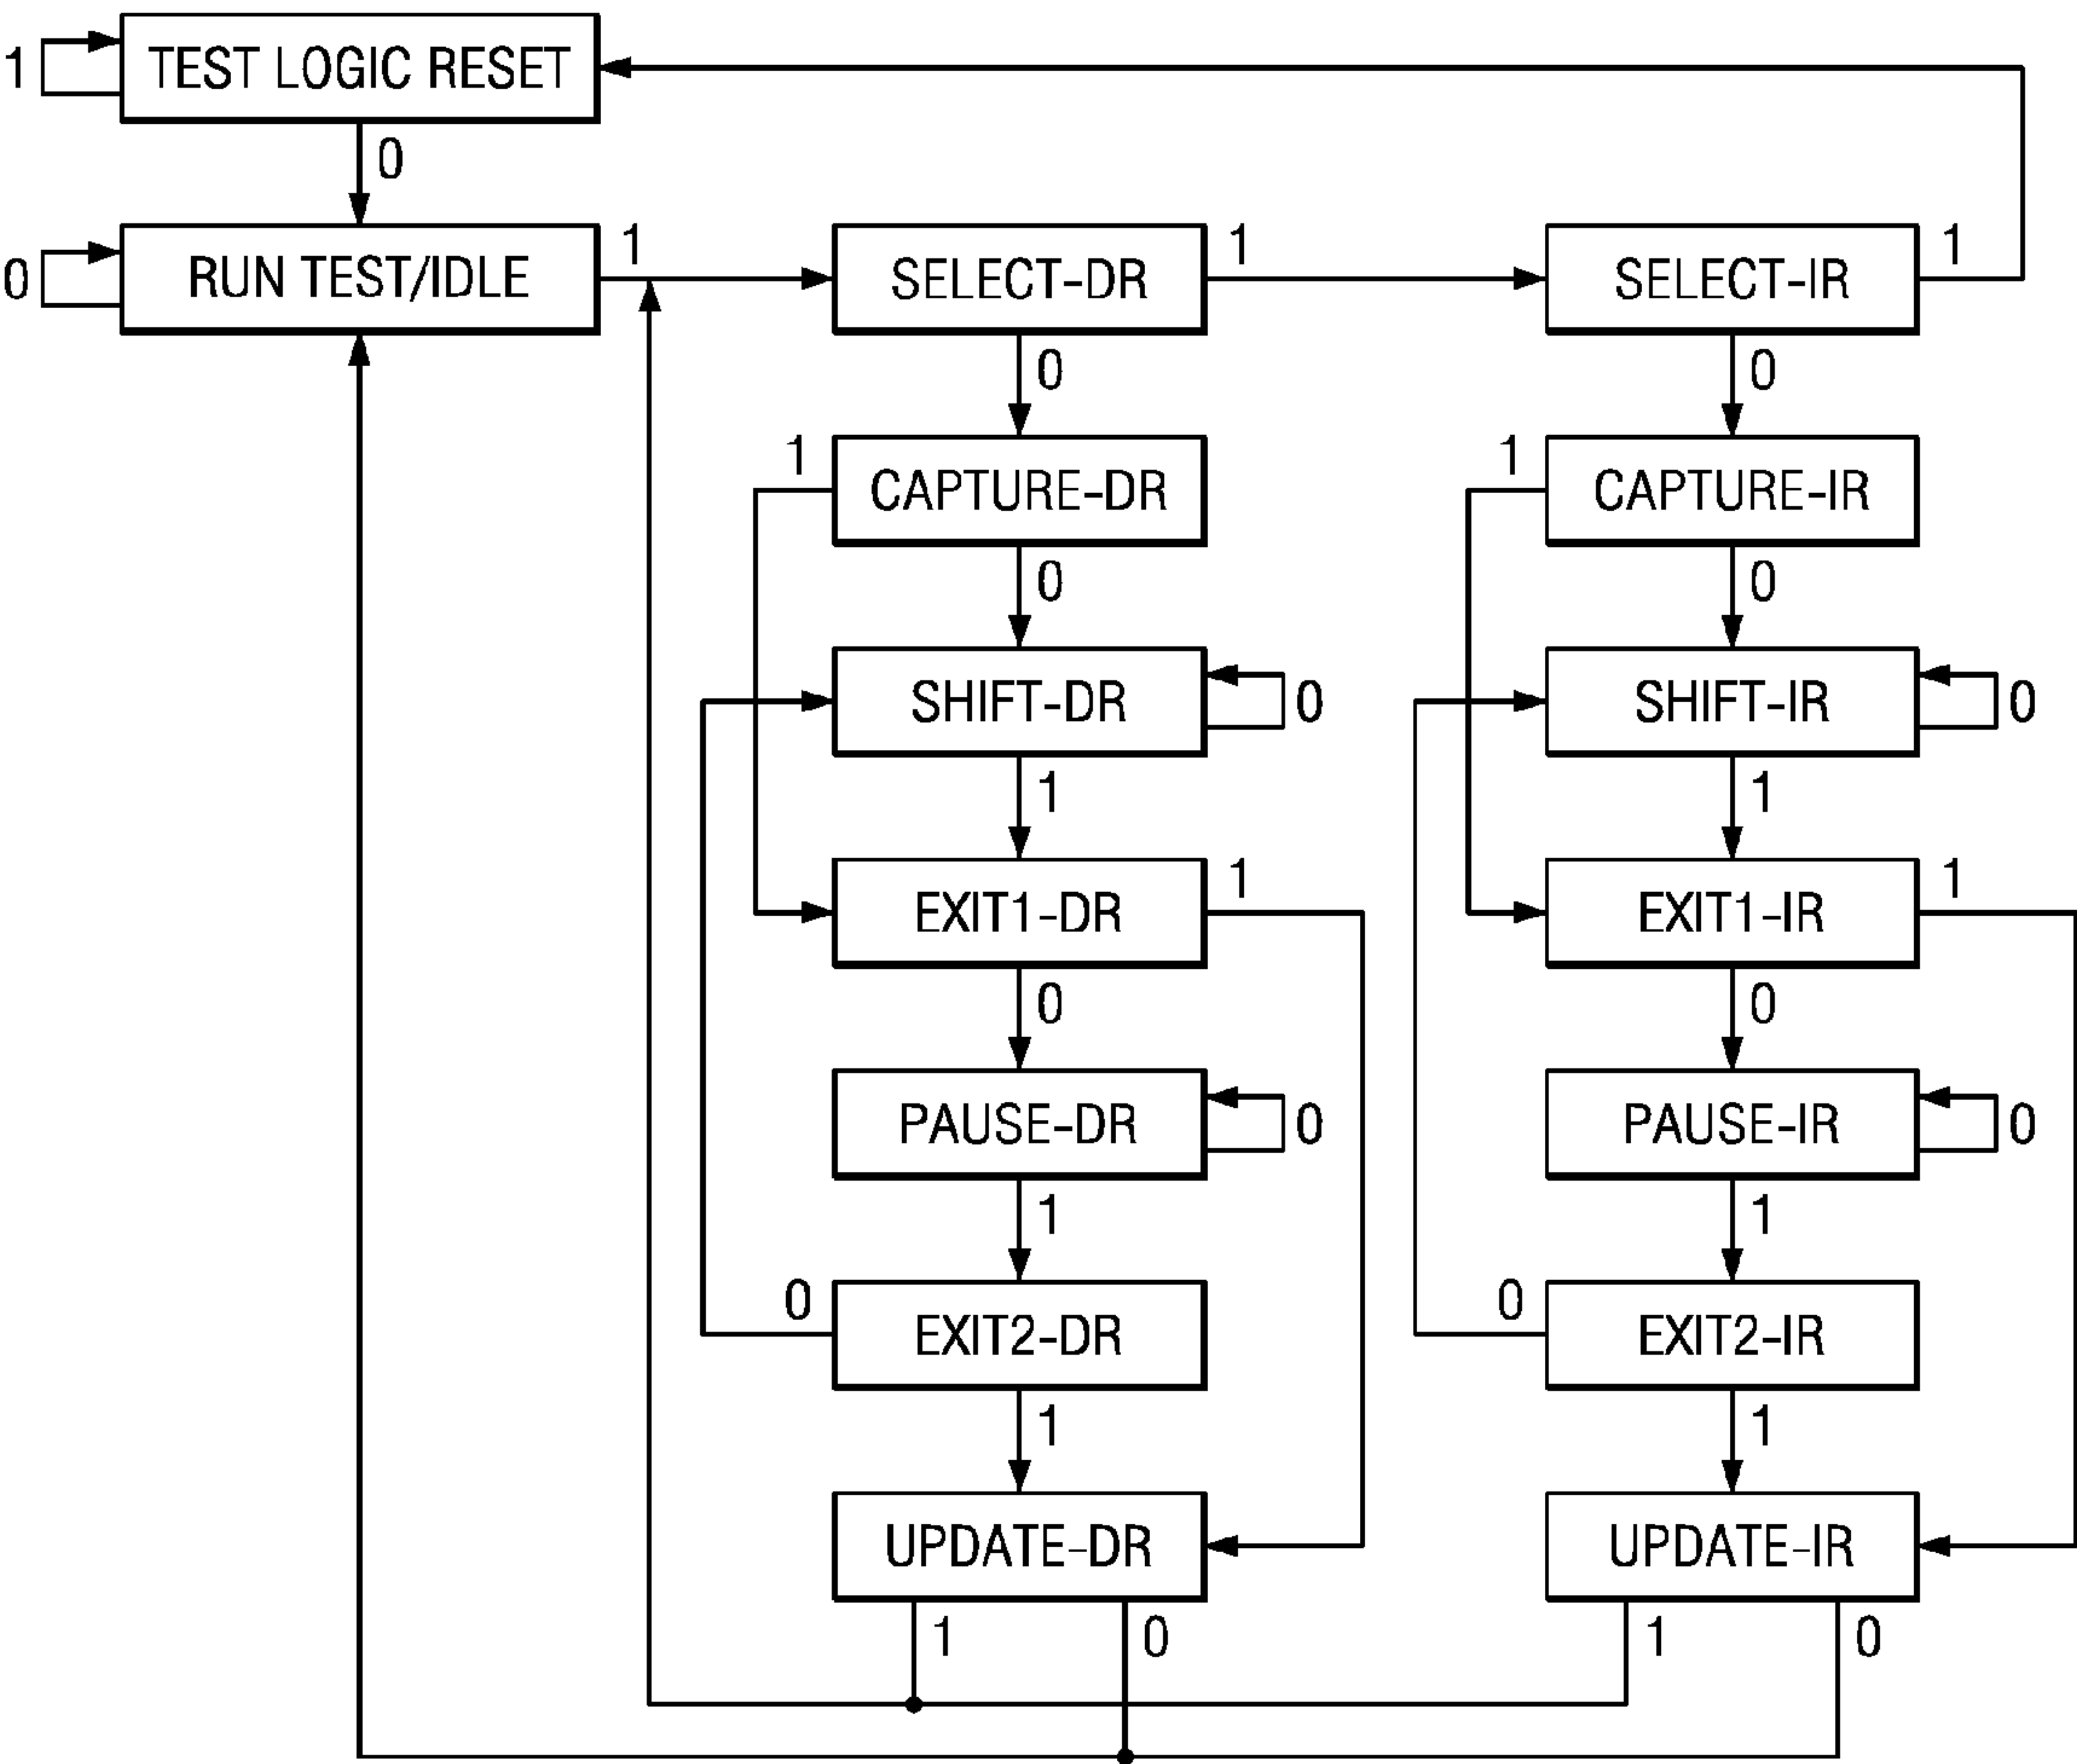 1 TEST LOGIC RESET
0
0 RUN TEST/IDLE 1 SELECT-DR 1 SELECT-IR 1
0 0
1 CAPTURE-DR 1 CAPTURE-IR
0 0
SHIFT-DR 0 SHIFT-IR 0
1 1
EXIT1-DR 1 EXIT1-IR 1
0 0
PAUSE-DR 0 PAUSE-IR 0
1 1
0 EXIT2-DR 0 EXIT2-IR
1 1
UPDATE-DR UPDATE-IR
1 0 1 0